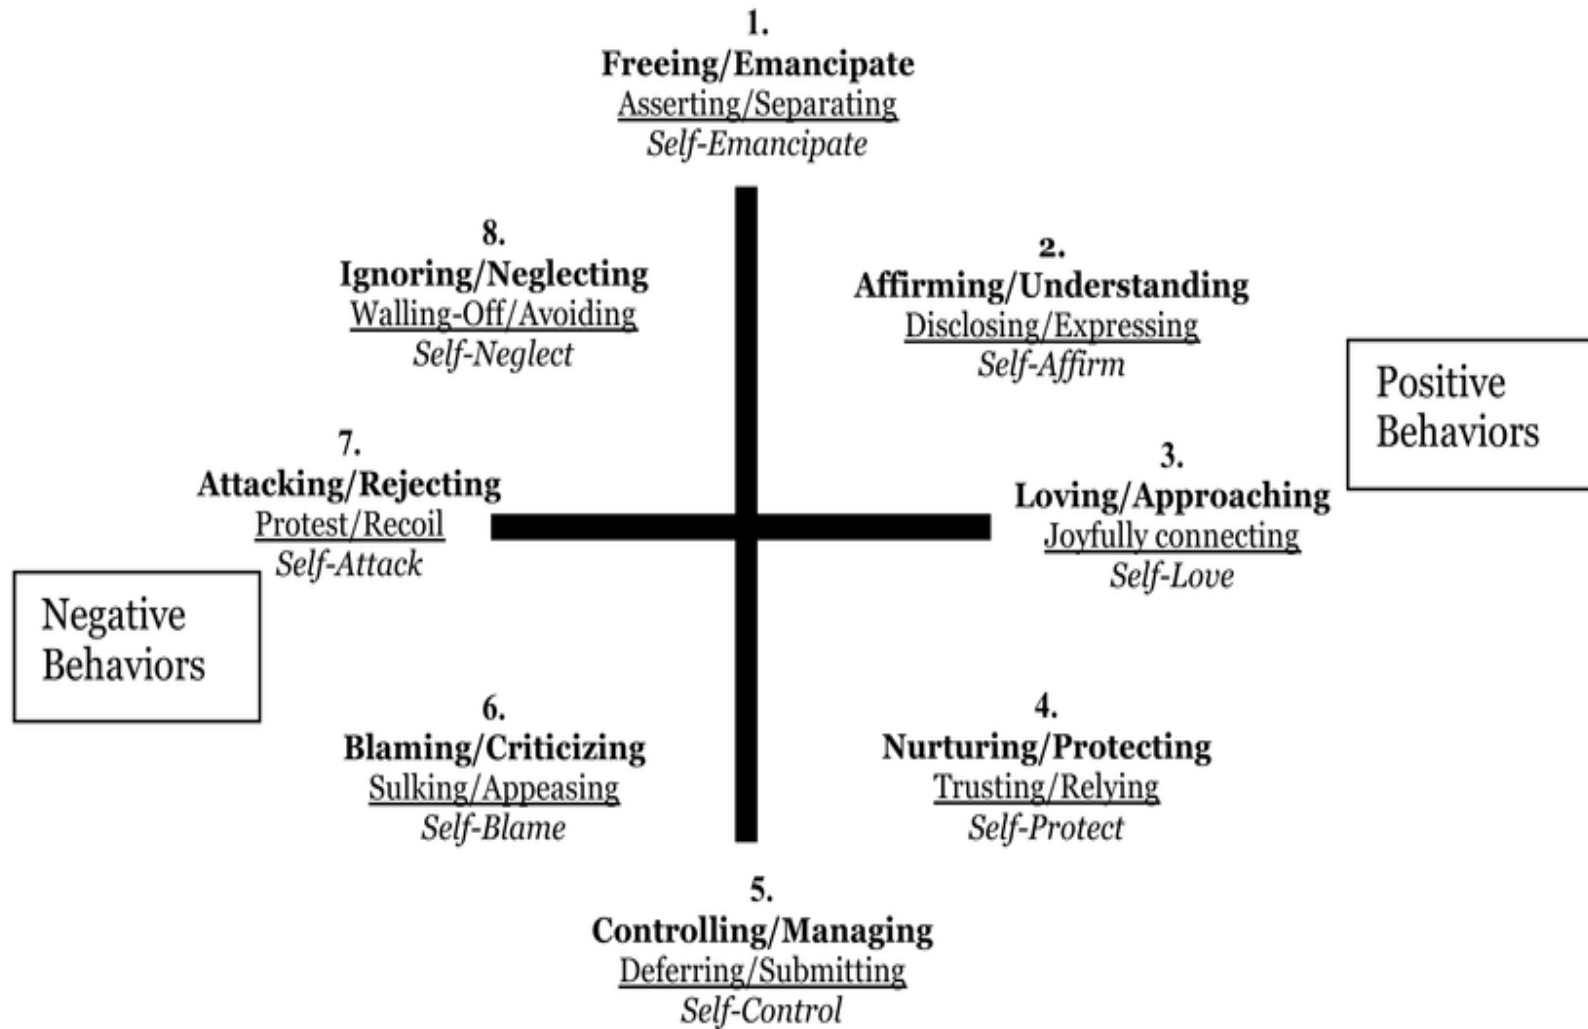 1.
Freeing/Emancipate
Asserting/Separating
Self-Emancipate
8.
Ignoring/Neglecting
Walling-Off/Avoiding
Self-Neglect
2.
Affirming/Understanding
Disclosing/Expressing
Self-Affirm
Positive
Behaviors
7.
Attacking/Rejecting
Protest/Recoil
Self-Attack
3.
Loving/Approaching
Joyfully connecting
Self-Love
Negative
Behaviors
6.
Blaming/Criticizing
Sulking/Appeasing
Self-Blame
4.
Nurturing/Protecting
Trusting/Relying
Self-Protect
5.
Controlling/Managing
Deferring/Submitting
Self-Control